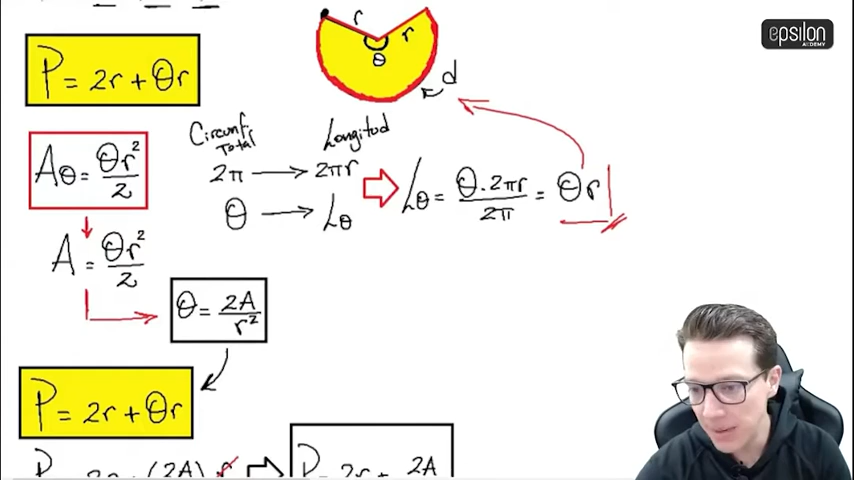 epsilon
ACADEMY
r
r
θ
d
P = 2r + θr
Aθ = θr²/2
Circunf. Total
Longitud
2π → 2πr
θ → Lθ
Lθ = θ.2πr/2π = θr
A = θr²/2
θ = 2A/r²
P = 2r + θr